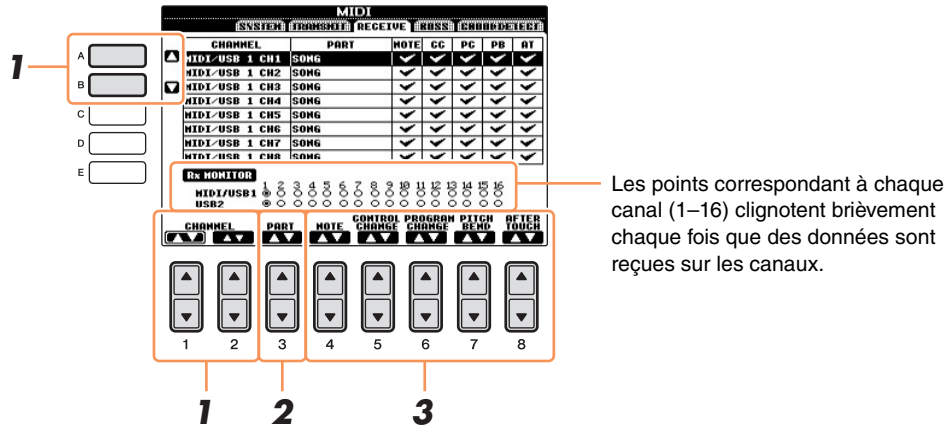 MIDI
SYSTEM TRANSMIT RECEIVE BASS CHORD DETECT
CHANNEL PART NOTE CC PC PB AT
MIDI/USB 1 CH1 SONG
MIDI/USB 1 CH2 SONG
MIDI/USB 1 CH3 SONG
MIDI/USB 1 CH4 SONG
MIDI/USB 1 CH5 SONG
MIDI/USB 1 CH6 SONG
MIDI/USB 1 CH7 SONG
MIDI/USB 1 CH8 SONG
A
B
C
D
E
1
Rx MONITOR
1 2 3 4 5 6 7 8 9 10 11 12 13 14 15 16
MIDI/USB1
USB2
Les points correspondant à chaque
canal (1–16) clignotent brièvement
chaque fois que des données sont
reçues sur les canaux.
CHANNEL PART NOTE CONTROL CHANGE PROGRAM CHANGE PITCH BEND AFTER TOUCH
1 2 3 4 5 6 7 8
1 2 3